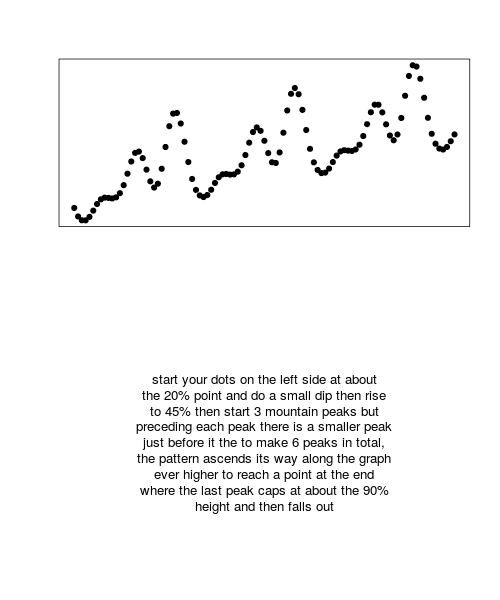 start your dots on the left side at about
the 20% point and do a small dip then rise
to 45% then start 3 mountain peaks but
preceding each peak there is a smaller peak
just before it the to make 6 peaks in total,
the pattern ascends its way along the graph
ever higher to reach a point at the end
where the last peak caps at about the 90%
height and then falls out